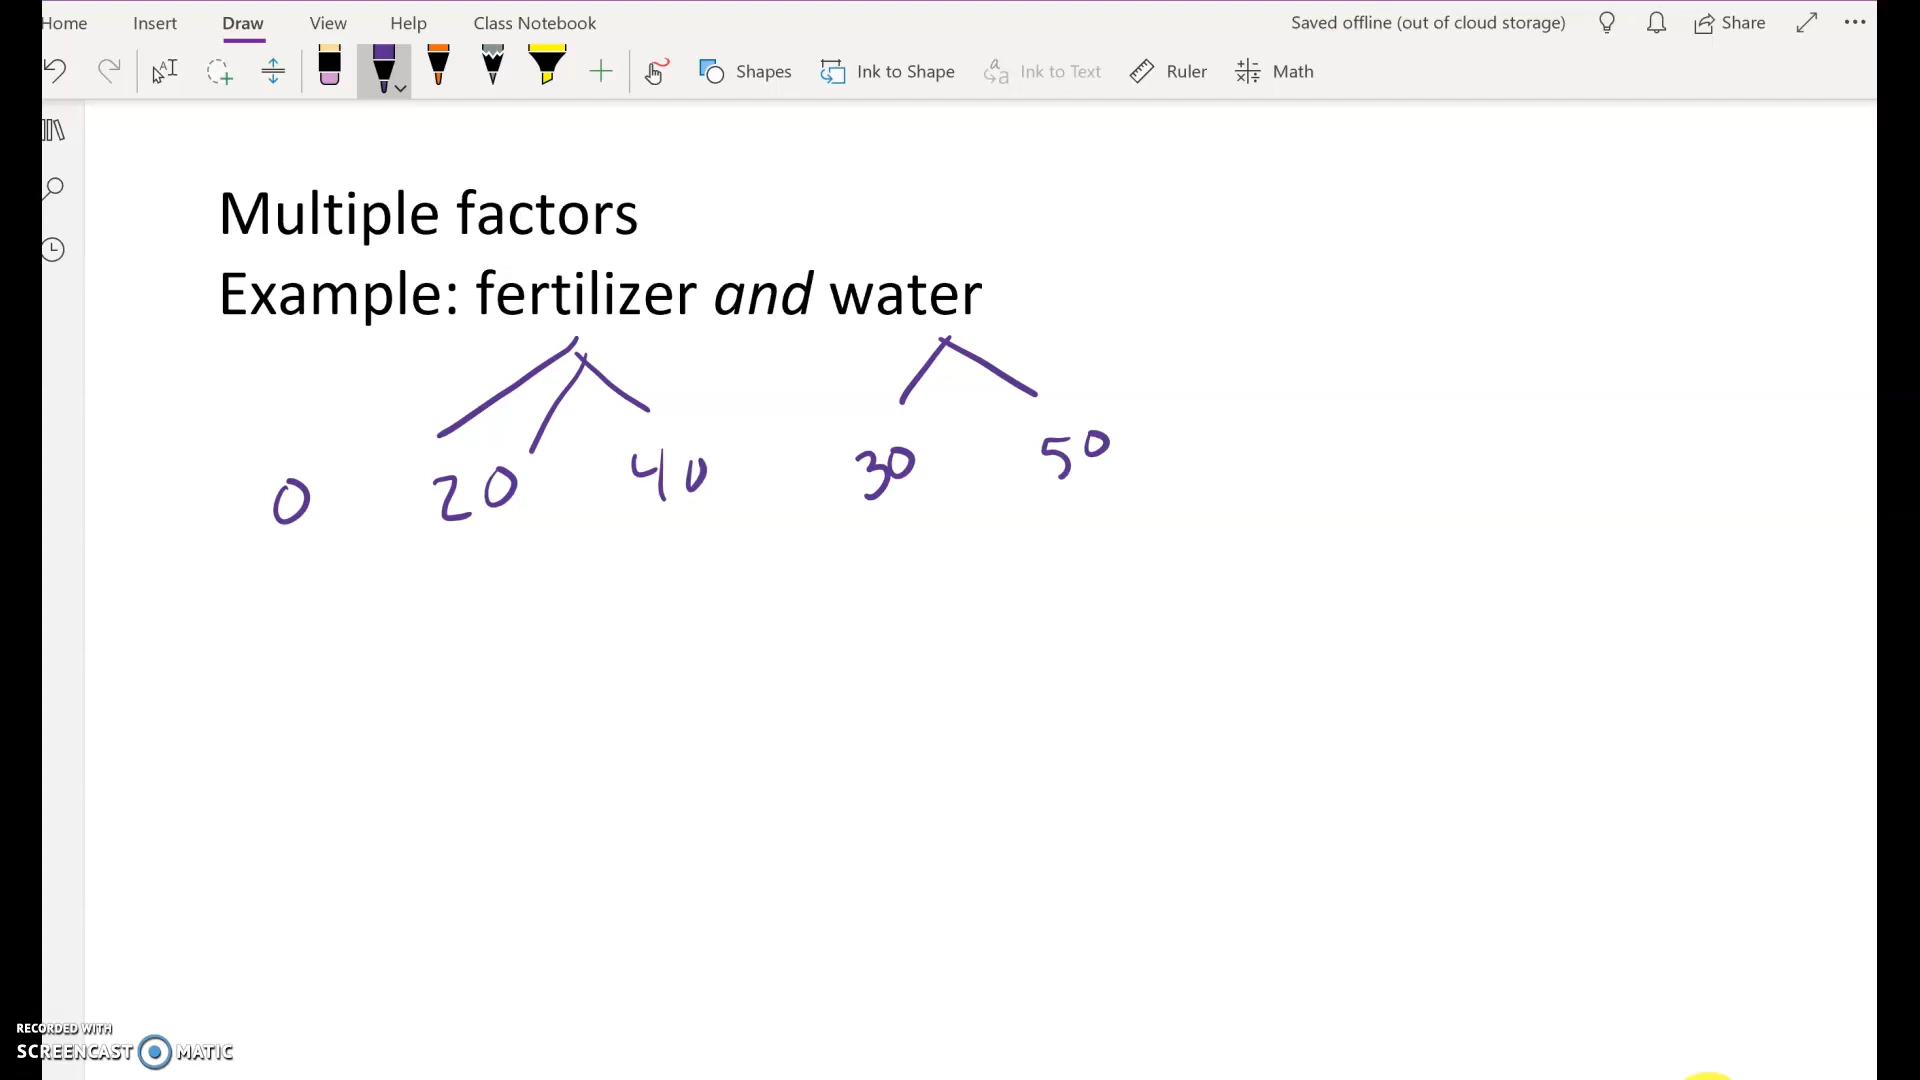 Home Insert Draw View Help Class Notebook Saved offline (out of cloud storage) Share
Shapes Ink to Shape Ink to Text Ruler Math
Multiple factors
Example: fertilizer and water
0 20 40 30 50
RECORDED WITH
SCREENCAST MATIC